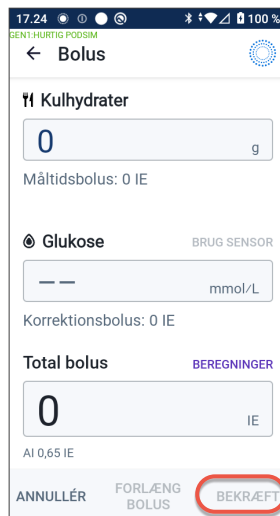 17.24 100 %
GEN1:HURTIG PODSIM
Bolus
Kulhydrater
0 g
Måltidsbolus: 0 IE
Glukose BRUG SENSOR
-- mmol/L
Korrektionsbolus: 0 IE
Total bolus BEREGNINGER
0 IE
AI 0,65 IE
ANNULLÉR FORLÆNG BEKRÆFT
BOLUS